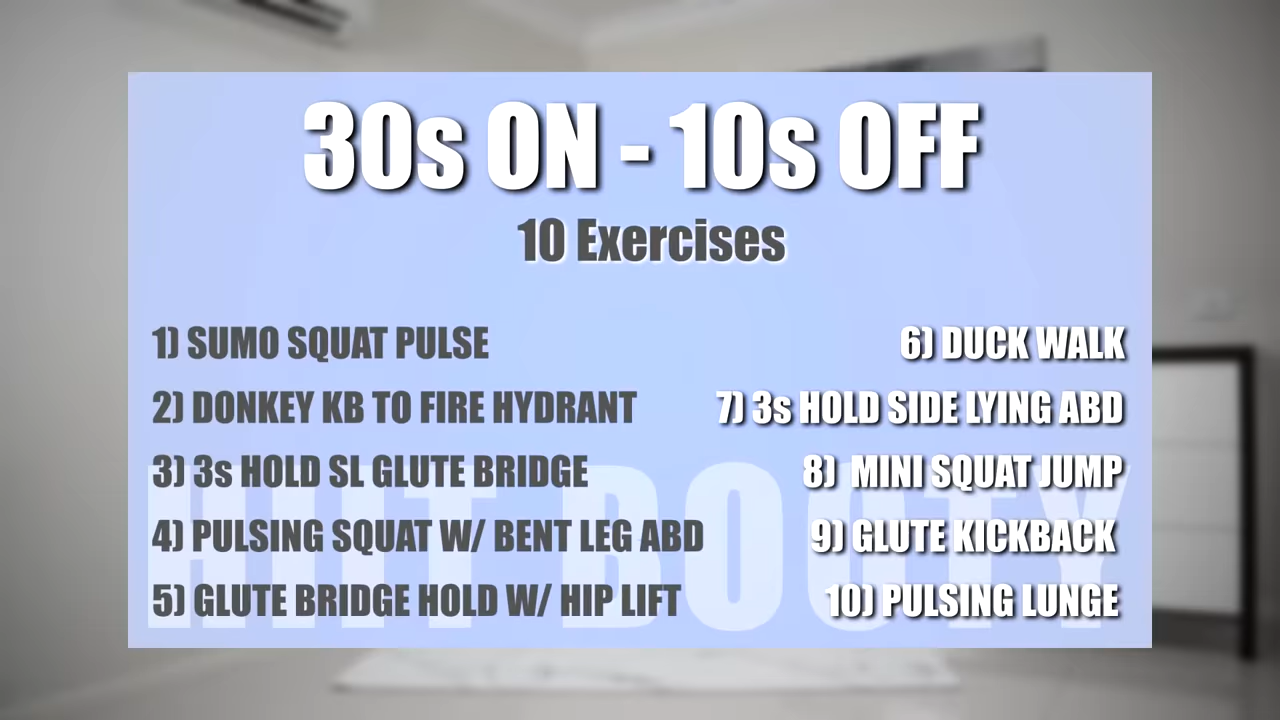 30s ON - 10s OFF
10 Exercises
1) SUMO SQUAT PULSE
2) DONKEY KB TO FIRE HYDRANT
3) 3s HOLD SL GLUTE BRIDGE
4) PULSING SQUAT W/ BENT LEG ABD
5) GLUTE BRIDGE HOLD W/ HIP LIFT
6) DUCK WALK
7) 3s HOLD SIDE LYING ABD
8) MINI SQUAT JUMP
9) GLUTE KICKBACK
10) PULSING LUNGE
HIIT BOOTY